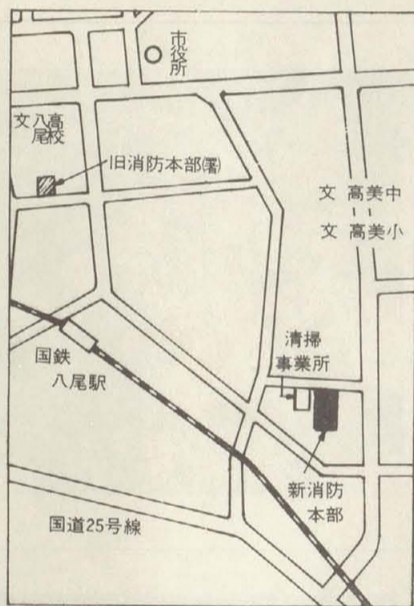 市役所
文八尾高校
旧消防本部(署)
文 高美中
文 高美小
国鉄
八尾駅
清掃
事業所
新消防
本部
国道25号線